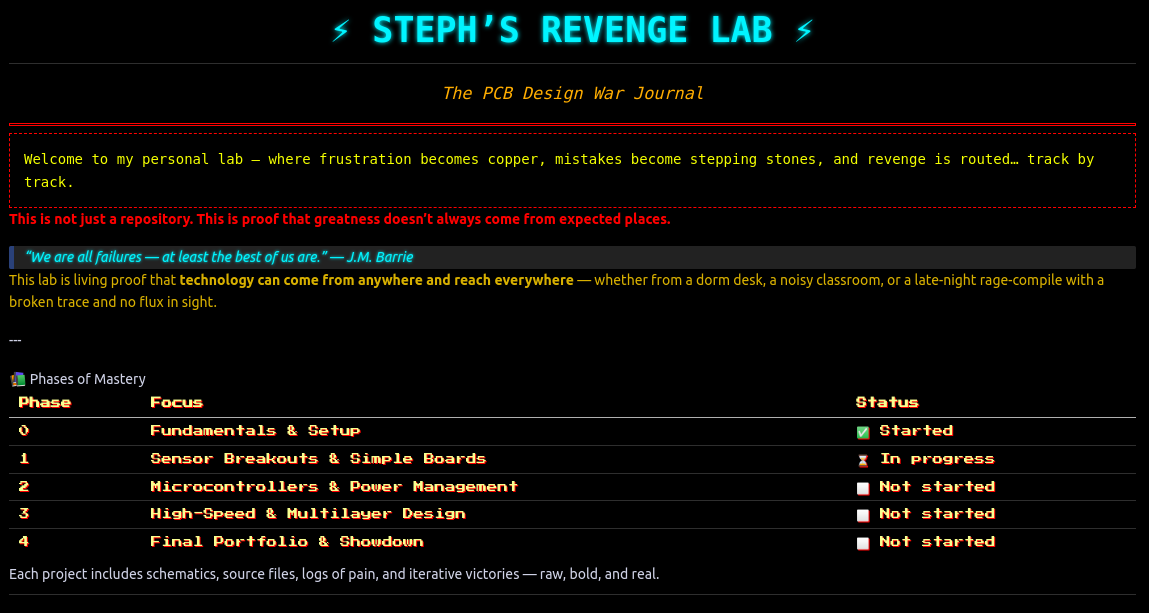 ⚡ STEPH’S REVENGE LAB ⚡
The PCB Design War Journal
Welcome to my personal lab — where frustration becomes copper, mistakes become stepping stones, and revenge is routed… track by
track.
This is not just a repository. This is proof that greatness doesn't always come from expected places.
“We are all failures — at least the best of us are.” — J.M. Barrie
This lab is living proof that technology can come from anywhere and reach everywhere — whether from a dorm desk, a noisy classroom, or a late-night rage-compile with a
broken trace and no flux in sight.
---
📚 Phases of Mastery
Phase Focus Status
0 Fundamentals & Setup ✅ Started
1 Sensor Breakouts & Simple Boards ⏳ In progress
2 Microcontrollers & Power Management ⬜ Not started
3 High-Speed & Multilayer Design ⬜ Not started
4 Final Portfolio & Showdown ⬜ Not started
Each project includes schematics, source files, logs of pain, and iterative victories — raw, bold, and real.